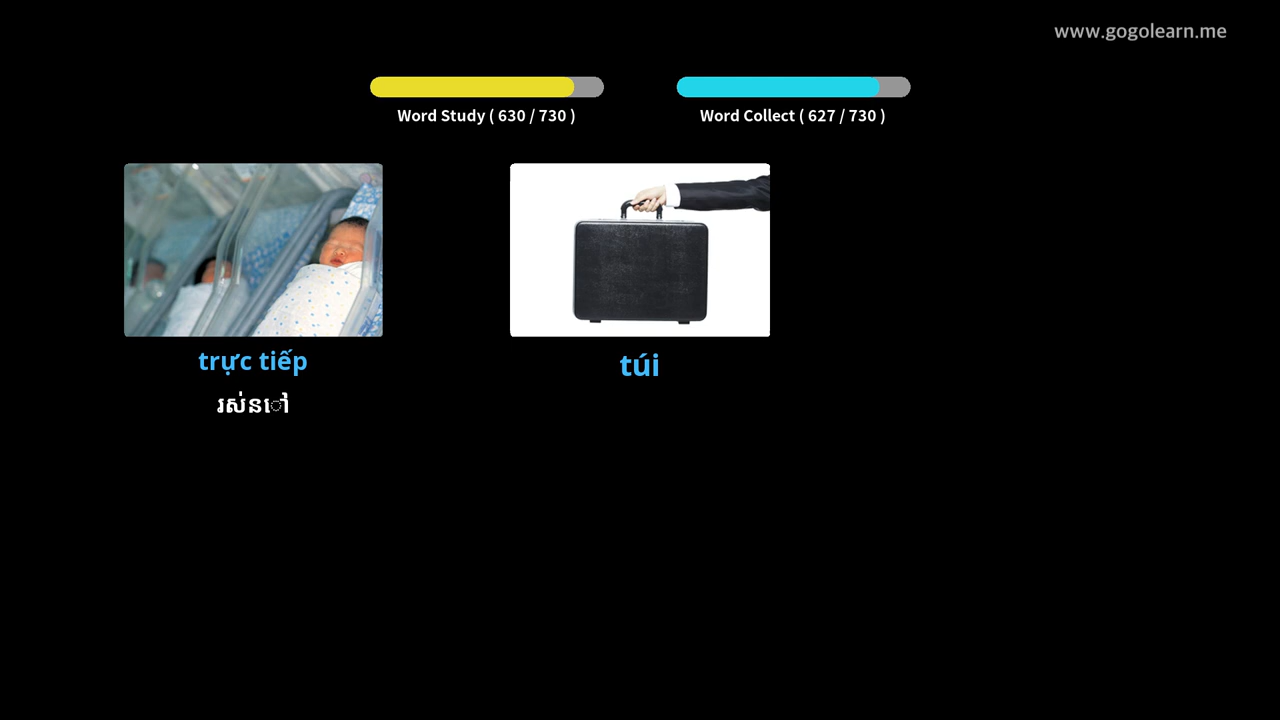 www.gogolearn.me
Word Study ( 630 / 730 )
Word Collect ( 627 / 730 )
trực tiếp
រស់នៅ
túi